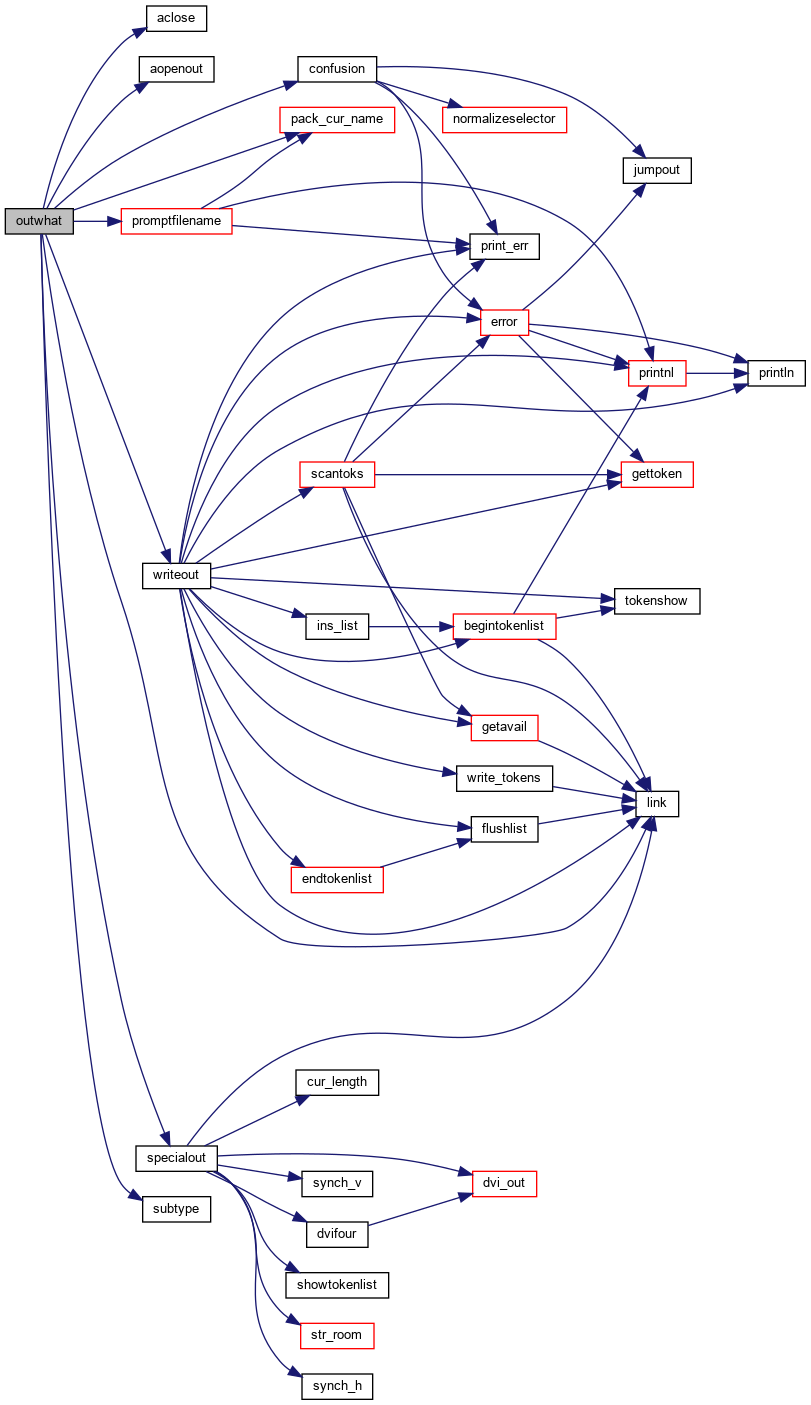 aclose
aopenout
confusion
pack_cur_name
normalizeselector
jumpout
outwhat
promptfilename
print_err
error
printnl
println
scantoks
gettoken
writeout
tokenshow
ins_list
begintokenlist
getavail
write_tokens
link
flushlist
endtokenlist
cur_length
specialout
synch_v
dvi_out
subtype
dvifour
showtokenlist
str_room
synch_h